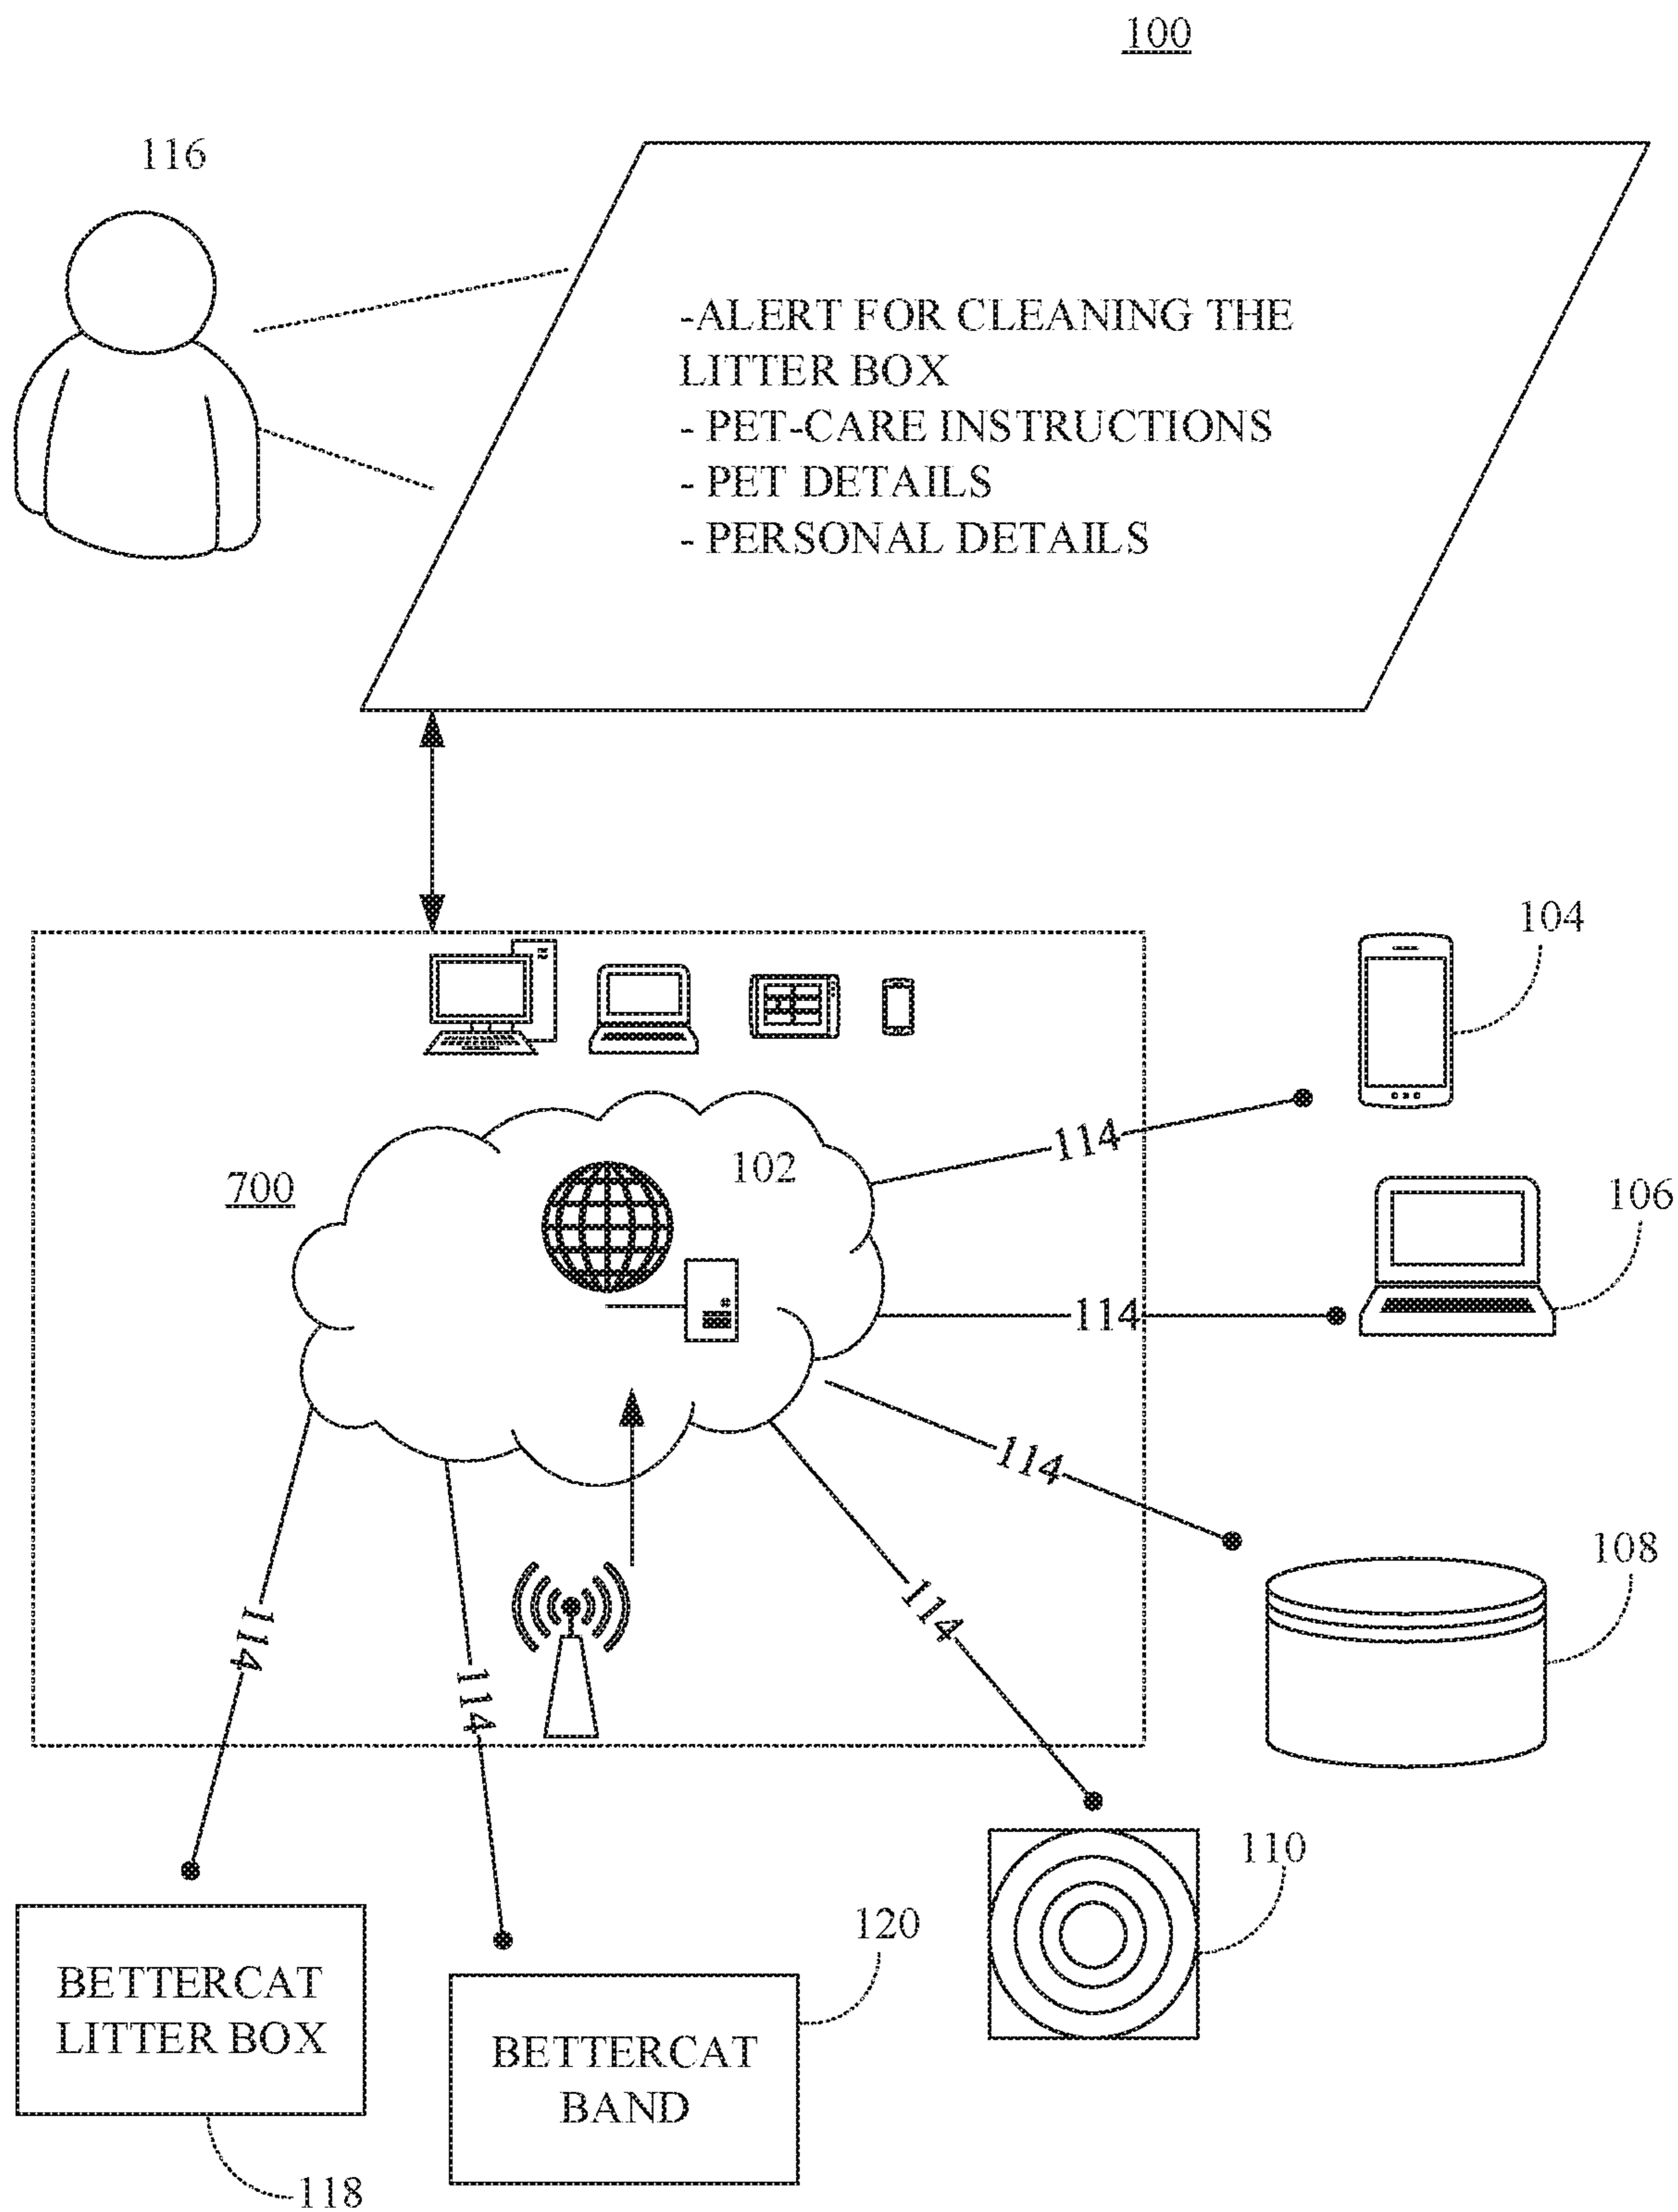 100
116
-ALERT FOR CLEANING THE
LITTER BOX
- PET-CARE INSTRUCTIONS
- PET DETAILS
- PERSONAL DETAILS
104
114
102
700
106
114
114
108
114
114
114
110
120
BETTERCAT
LITTER BOX
BETTERCAT
BAND
118